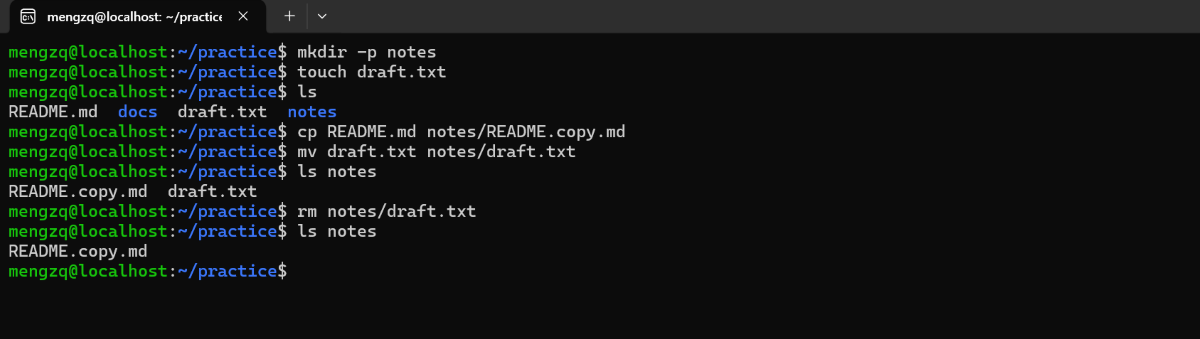 mengzq@localhost: ~/practice
mengzq@localhost:~/practice$ mkdir -p notes
mengzq@localhost:~/practice$ touch draft.txt
mengzq@localhost:~/practice$ ls
README.md  docs  draft.txt  notes
mengzq@localhost:~/practice$ cp README.md notes/README.copy.md
mengzq@localhost:~/practice$ mv draft.txt notes/draft.txt
mengzq@localhost:~/practice$ ls notes
README.copy.md  draft.txt
mengzq@localhost:~/practice$ rm notes/draft.txt
mengzq@localhost:~/practice$ ls notes
README.copy.md
mengzq@localhost:~/practice$